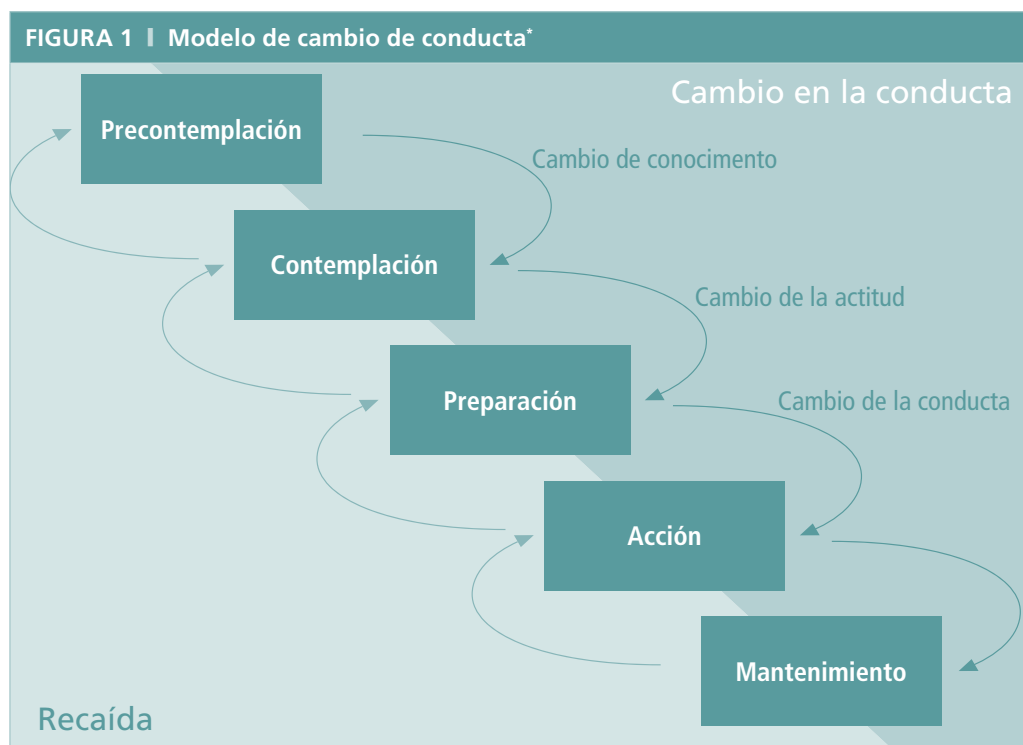 FIGURA 1 | Modelo de cambio de conducta*
Cambio en la conducta
Precontemplación
Cambio de conocimento
Contemplación
Cambio de la actitud
Preparación
Cambio de la conducta
Acción
Mantenimiento
Recaída